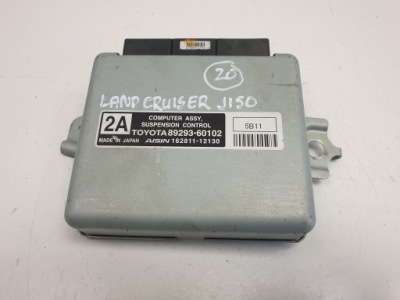 20
LAND CRUISER J150
2A
COMPUTER ASSY,
SUSPENSION CONTROL
TOYOTA 89293-60102
MADE IN JAPAN AISIN 162811-12130
5B11